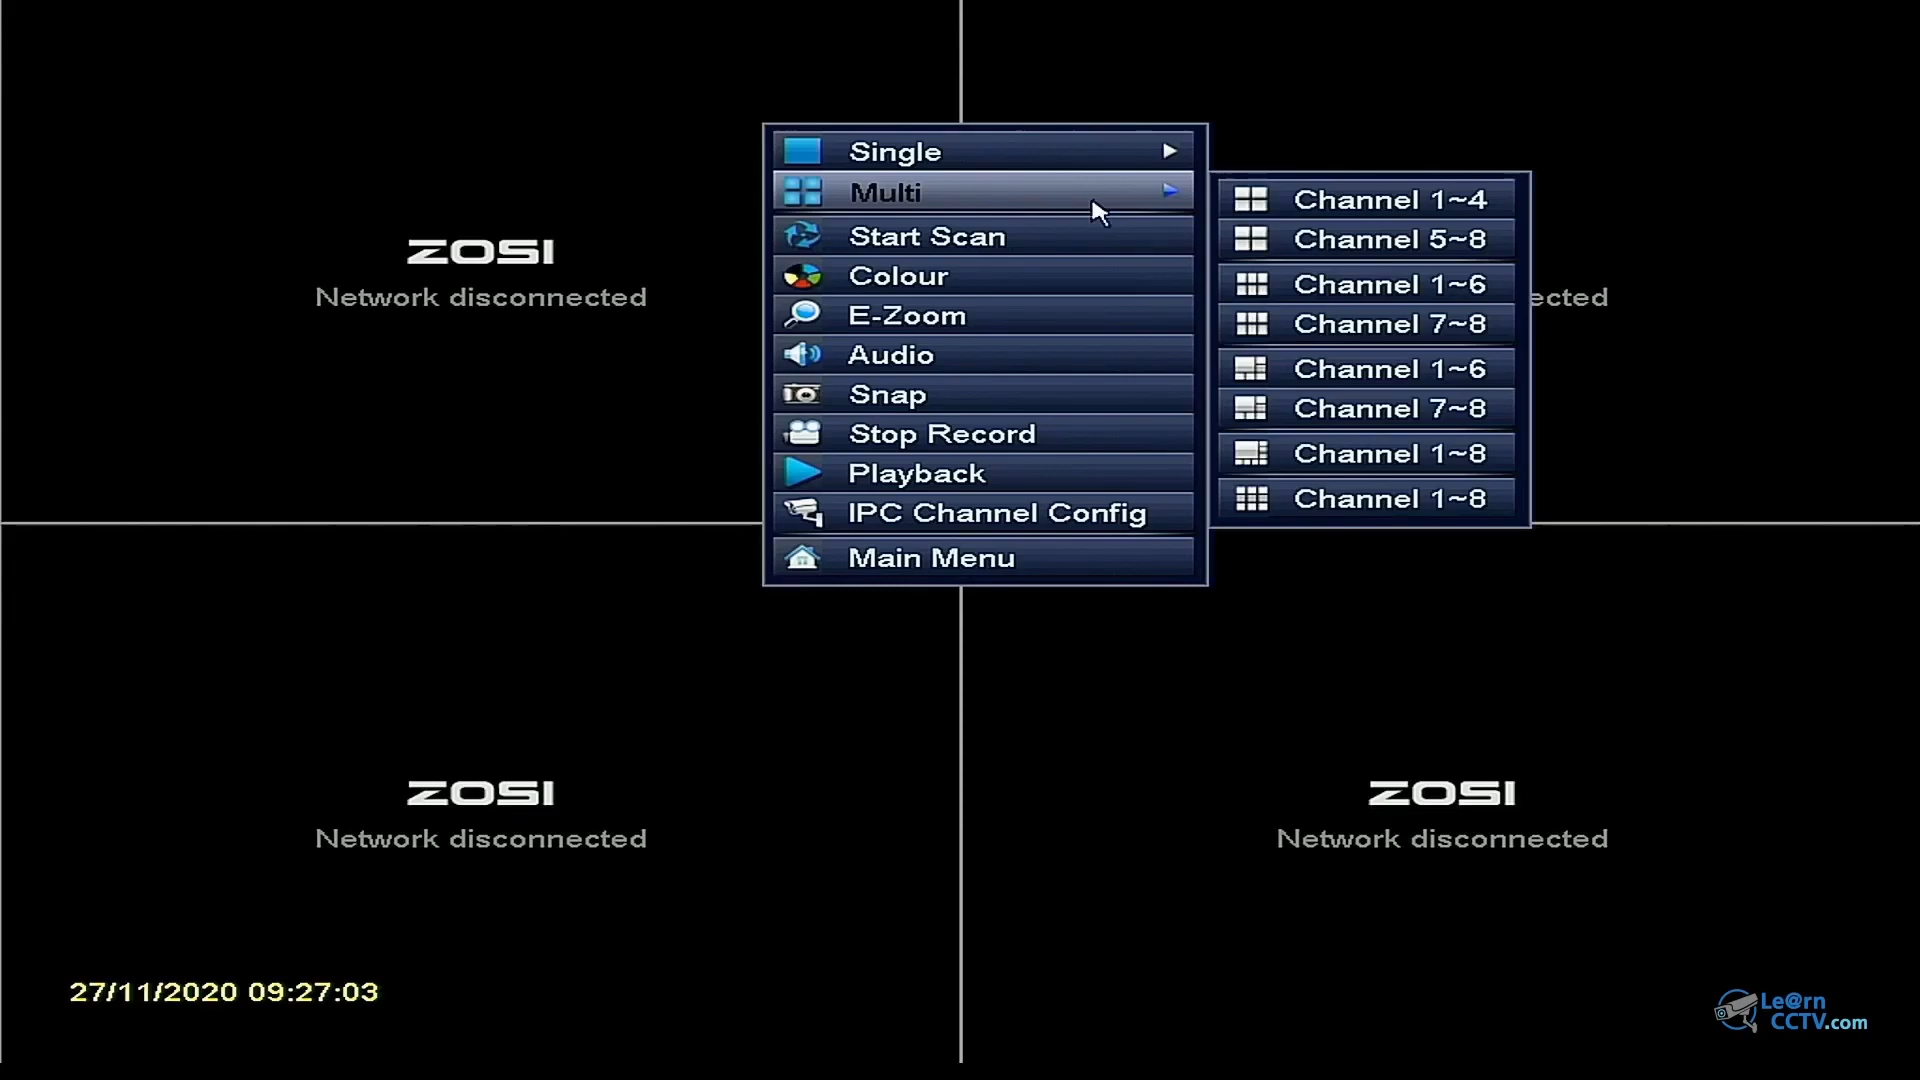 ZOSI
Network disconnected
Single
Multi
Start Scan
Colour
E-Zoom
Audio
Snap
Stop Record
Playback
IPC Channel Config
Main Menu
Channel 1~4
Channel 5~8
Channel 1~6
Channel 7~8
Channel 1~6
Channel 7~8
Channel 1~8
Channel 1~8
ected
ZOSI
Network disconnected
ZOSI
Network disconnected
27/11/2020 09:27:03
Le@rn
CCTV.com